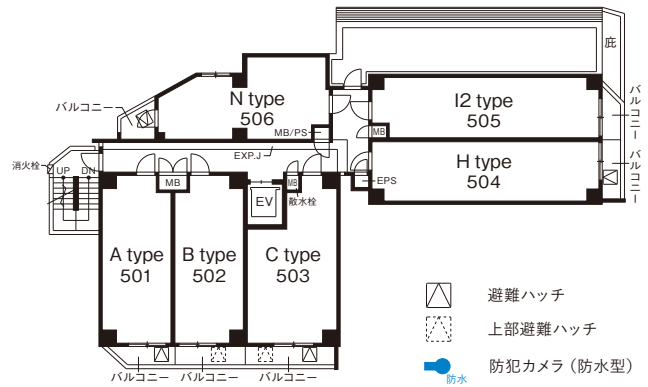 庇
バルコニー
N type
506
I2 type
505
バルコニー
MB/PS
MB
EXP.J
消火栓
UP DN
H type
504
バルコニー
MB
EV
MB
散水栓
EPS
A type
501
B type
502
C type
503
バルコニー
バルコニー
バルコニー
避難ハッチ
上部避難ハッチ
防犯カメラ（防水型）
防水